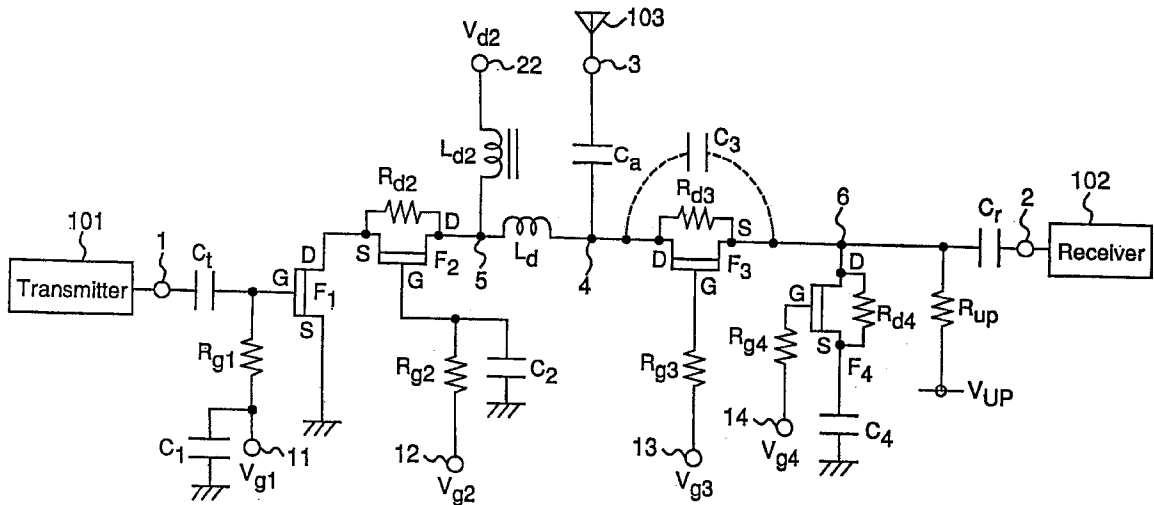 103
V_d2
22
3
C_3
L_d2
C_a
R_d2
R_d3
6
102
101
1
C_r
2
C_t
D
D
S
Receiver
Transmitter
G
D
S
F_2
5
L_d
4
D
F_3
D
F_1
G
G
G
R_d4
R_up
S
S
R_g1
R_g2
C_2
R_g3
R_g4
F_4
V_UP
C_1
11
12
13
14
C_4
V_g1
V_g2
V_g3
V_g4